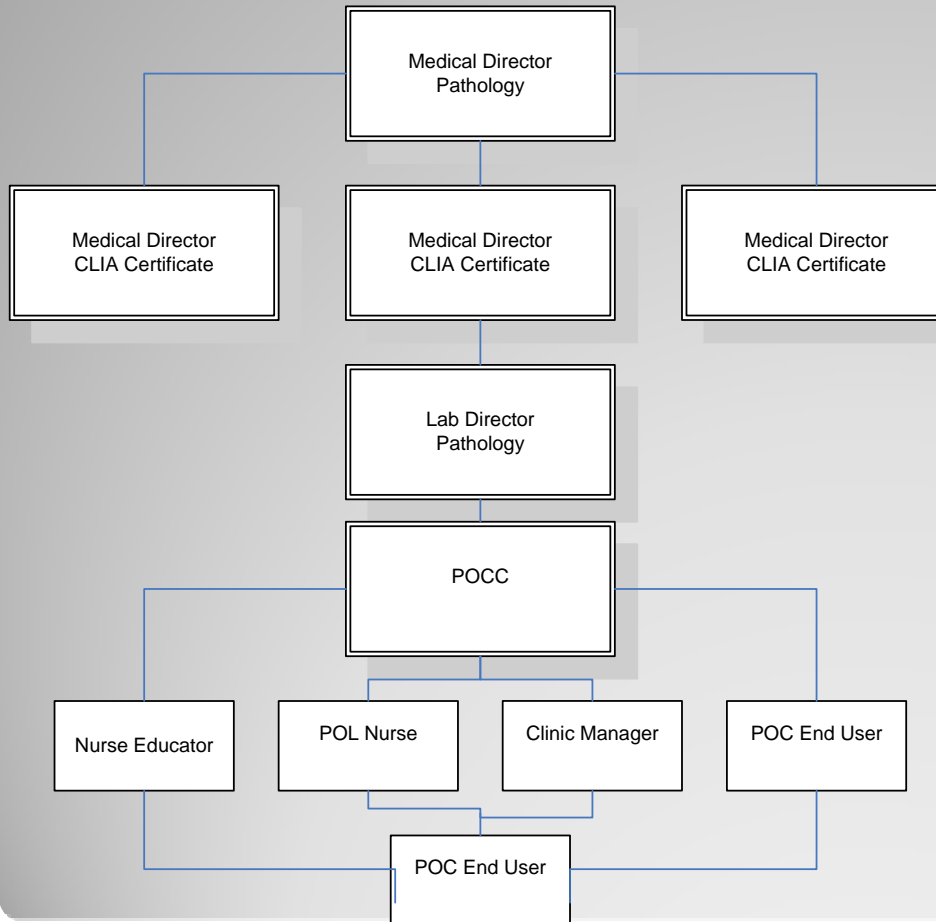 Medical Director
Pathology
Medical Director
CLIA Certificate
Medical Director
CLIA Certificate
Medical Director
CLIA Certificate
Lab Director
Pathology
POCC
Nurse Educator
POL Nurse
Clinic Manager
POC End User
POC End User